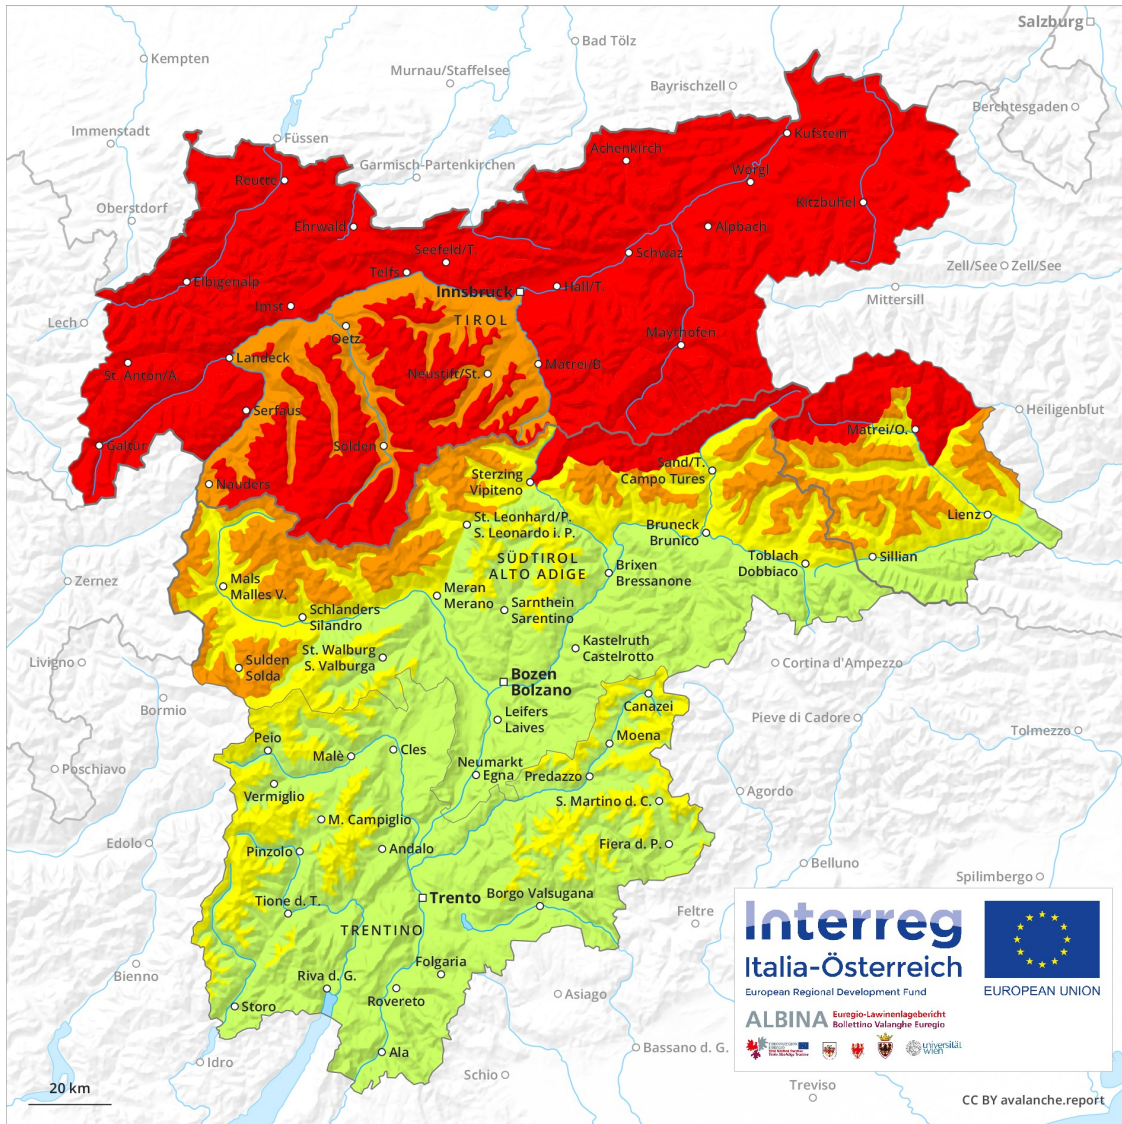 Salzburg
Bad Tölz
Kempten
Murnau/Staffelsee
Bayrischzell
Berchtesgaden
Immenstadt
Füssen
Kufstein
Achenkirch
Garmisch-Partenkirchen
Wörgl
Reutte
Oberstdorf
Kitzbühel
Ehrwald
Alpbach
Seefeld/T.
Schwaz
Telfs
Zell/See
Zell/See
Elbigenalp
Innsbruck
Hall/T.
Mittersill
Imst
Lech
TIROL
Oetz
Mayrhofen
Landeck
Matrei/B.
St. Anton/A.
Neustift/St.
Serfaus
Heiligenblut
Matrei/O.
Galtür
Sölden
Sand/T.
Campo Tures
Sterzing
Vipiteno
Nauders
St. Leonhard/P.
S. Leonardo i. P.
Lienz
Bruneck
Brunico
SÜDTIROL
ALTO ADIGE
Toblach
Dobbiaco
Sillian
Brixen
Bressanone
Zernez
Mals
Malles V.
Meran
Merano
Sarnthein
Sarentino
Schlanders
Silandro
Kastelruth
Castelrotto
St. Walburg
S. Valburga
Livigno
Sulden
Solda
Cortina d'Ampezzo
Bozen
Bolzano
Bormio
Canazei
Leifers
Laives
Pieve di Cadore
Tolmezzo
Peio
Moena
Malè
Cles
Neumarkt
Egna
Predazzo
Poschiavo
Vermiglio
Agordo
S. Martino d. C.
M. Campiglio
Edolo
Pinzolo
Andalo
Fiera d. P.
Belluno
Spilimbergo
Tione d. T.
Trento
Borgo Valsugana
Feltre
TRENTINO
Bienno
Riva d. G.
Folgaria
Storo
Rovereto
Asiago
Ala
Idro
Bassano d. G.
Schio
Treviso
Interreg
Italia-Österreich
European Regional Development Fund
EUROPEAN UNION
ALBINA
Euregio-Lawinenlagebericht
Bollettino Valanghe Euregio
universität
wien
20 km
CC BY avalanche.report